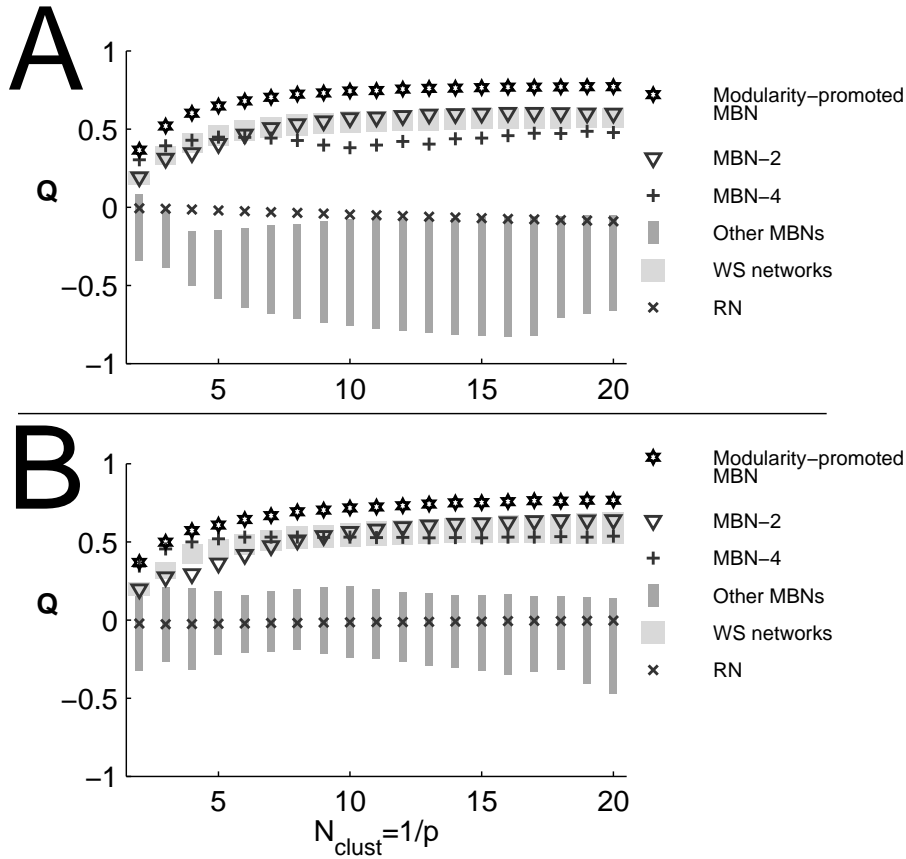 A
1
0.5
0
−0.5
−1
Q
5
10
15
20
Modularity−promoted
MBN
MBN−2
MBN−4
Other MBNs
WS networks
RN
B
1
0.5
0
−0.5
−1
Q
5
10
15
20
N_clust=1/p
Modularity−promoted
MBN
MBN−2
MBN−4
Other MBNs
WS networks
RN